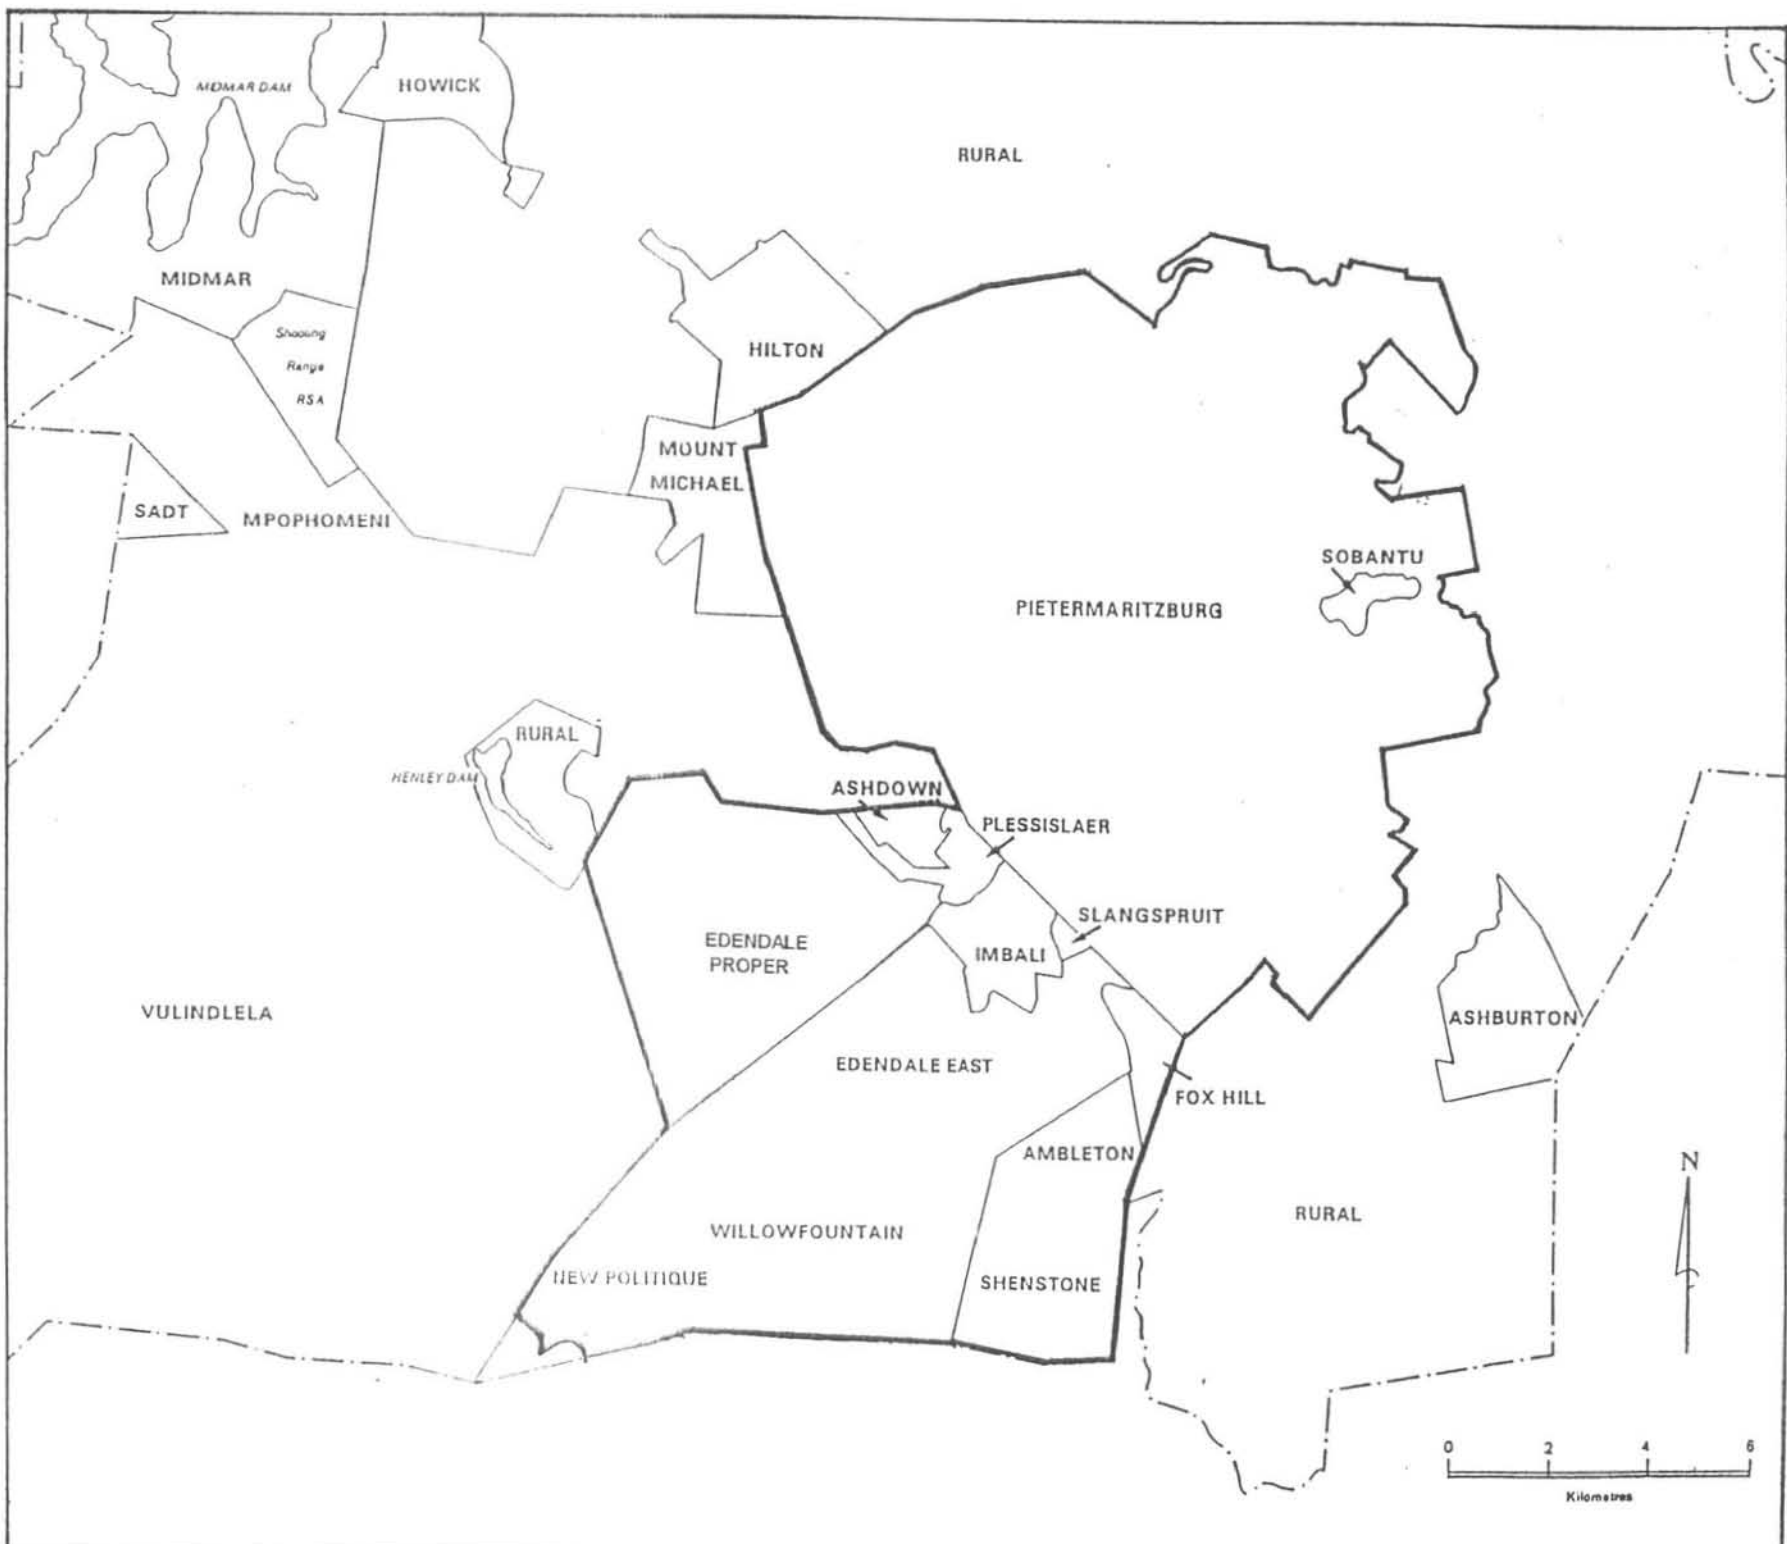 MIDMAR DAM
HOWICK
RURAL
MIDMAR
Shooting
Range
RSA
HILTON
MOUNT
MICHAEL
SADT
MPOPHOMENI
SOBANTU
PIETERMARITZBURG
RURAL
HENLEY DAM
ASHDOWN
PLESSISLAER
SLANGSPRUIT
EDENDALE
PROPER
IMBALI
VULINDLELA
ASHBURTON
EDENDALE EAST
FOX HILL
AMBLETON
N
RURAL
WILLOWFOUNTAIN
NEW POLITIQUE
SHENSTONE
0 2 4 6
Kilometres